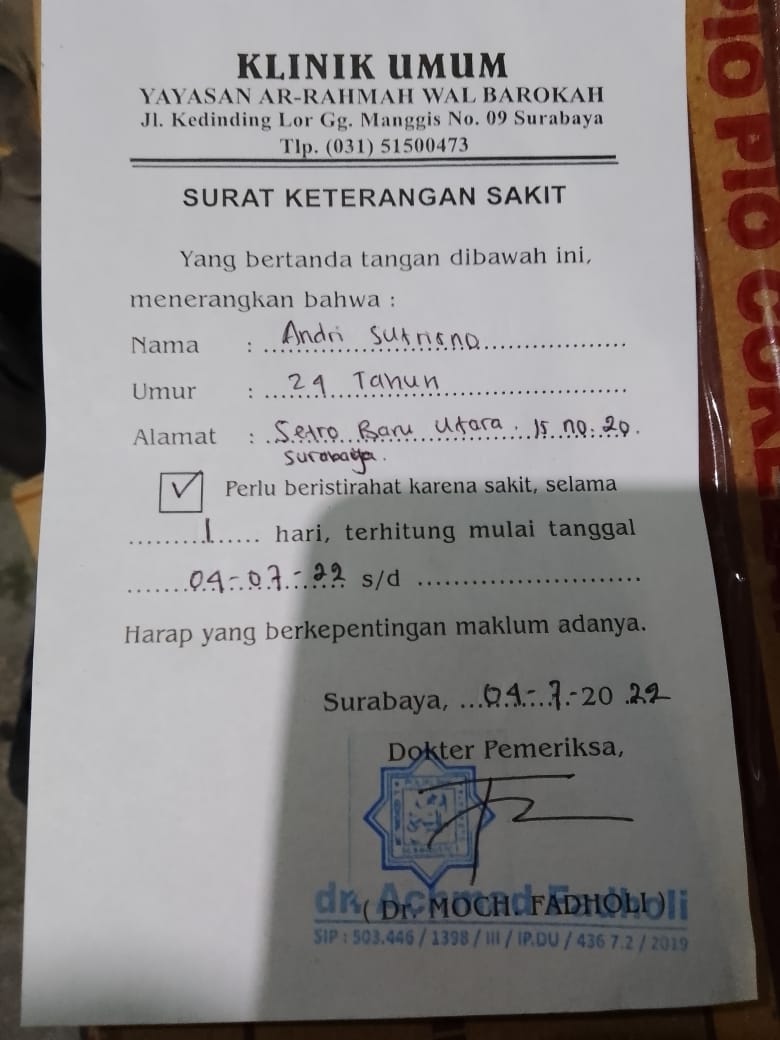 KLINIK UMUM
YAYASAN AR-RAHMAH WAL BAROKAH
Jl. Kedinding Lor Gg. Manggis No. 09 Surabaya
Tlp. (031) 51500473
SURAT KETERANGAN SAKIT
Yang bertanda tangan dibawah ini,
menerangkan bahwa :
Nama : Andri Sutrisno
Umur : 24 Tahun
Alamat : Setro Baru Utara 15 no. 20.
Surabaya.
Perlu beristirahat karena sakit, selama
1 hari, terhitung mulai tanggal
04-07-22 s/d
Harap yang berkepentingan maklum adanya.
Surabaya, 04-7-2022
Dokter Pemeriksa,
dr. Achmad Fadholi
( Dr. MOCH. FADHOLI )
SIP : 503.446 / 1398 / III / IP.DU / 436 7.2 / 2019
PIO PIO